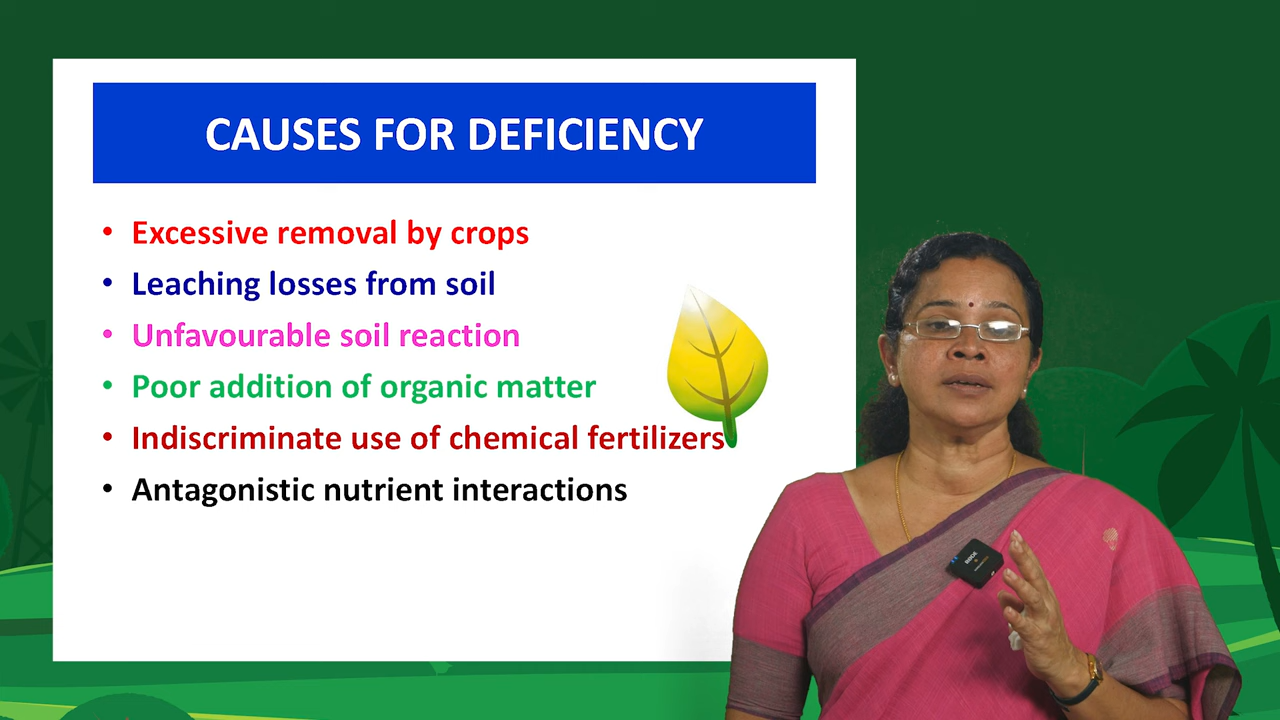 CAUSES FOR DEFICIENCY
• Excessive removal by crops
• Leaching losses from soil
• Unfavourable soil reaction
• Poor addition of organic matter
• Indiscriminate use of chemical fertilizers
• Antagonistic nutrient interactions
RODE